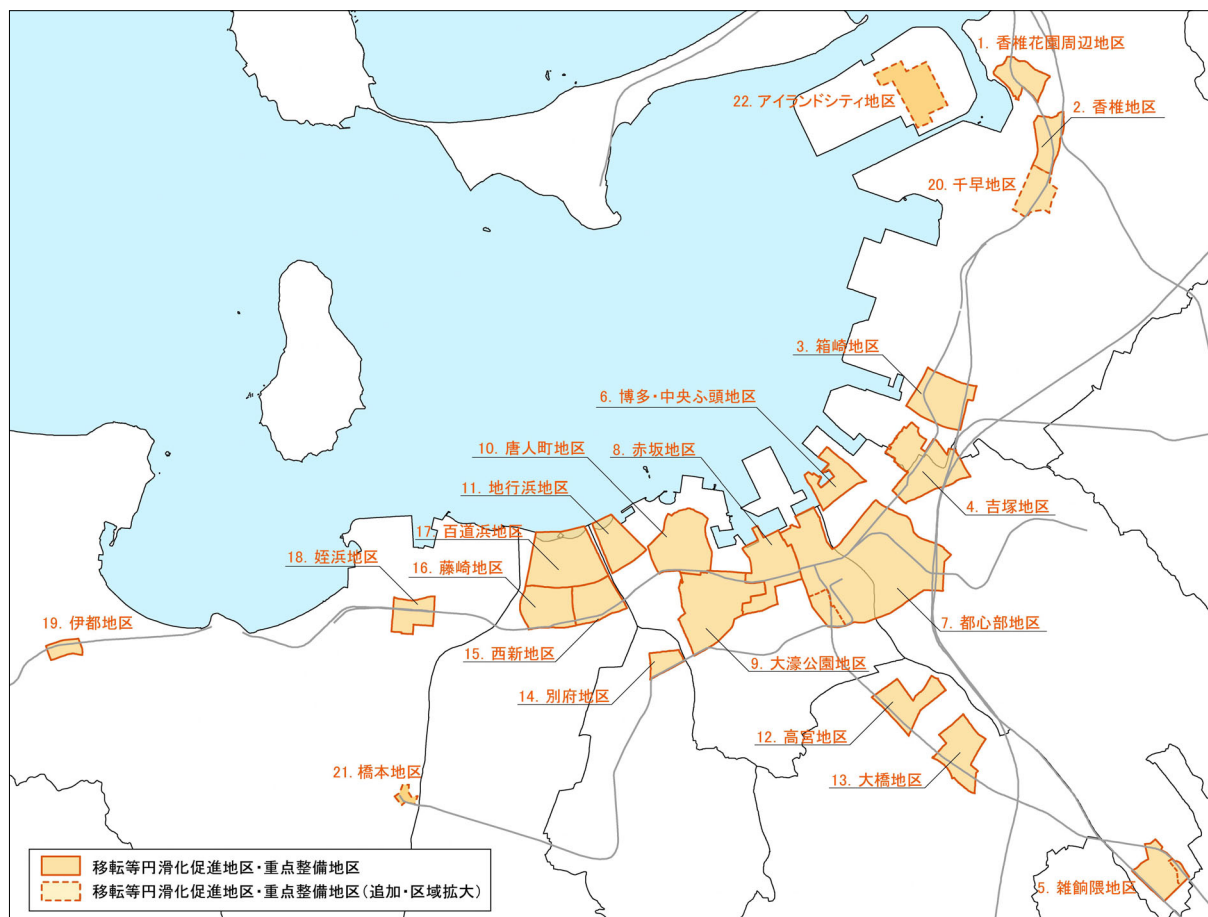 1. 香椎花園周辺地区
22. アイランドシティ地区
2. 香椎地区
20. 千早地区
3. 箱崎地区
6. 博多・中央ふ頭地区
10. 唐人町地区
8. 赤坂地区
11. 地行浜地区
4. 吉塚地区
17. 百道浜地区
18. 姪浜地区
16. 藤崎地区
19. 伊都地区
7. 都心部地区
15. 西新地区
9. 大濠公園地区
14. 別府地区
12. 高宮地区
21. 橋本地区
13. 大橋地区
移転等円滑化促進地区・重点整備地区
移転等円滑化促進地区・重点整備地区(追加・区域拡大)
5. 雑餉隈地区